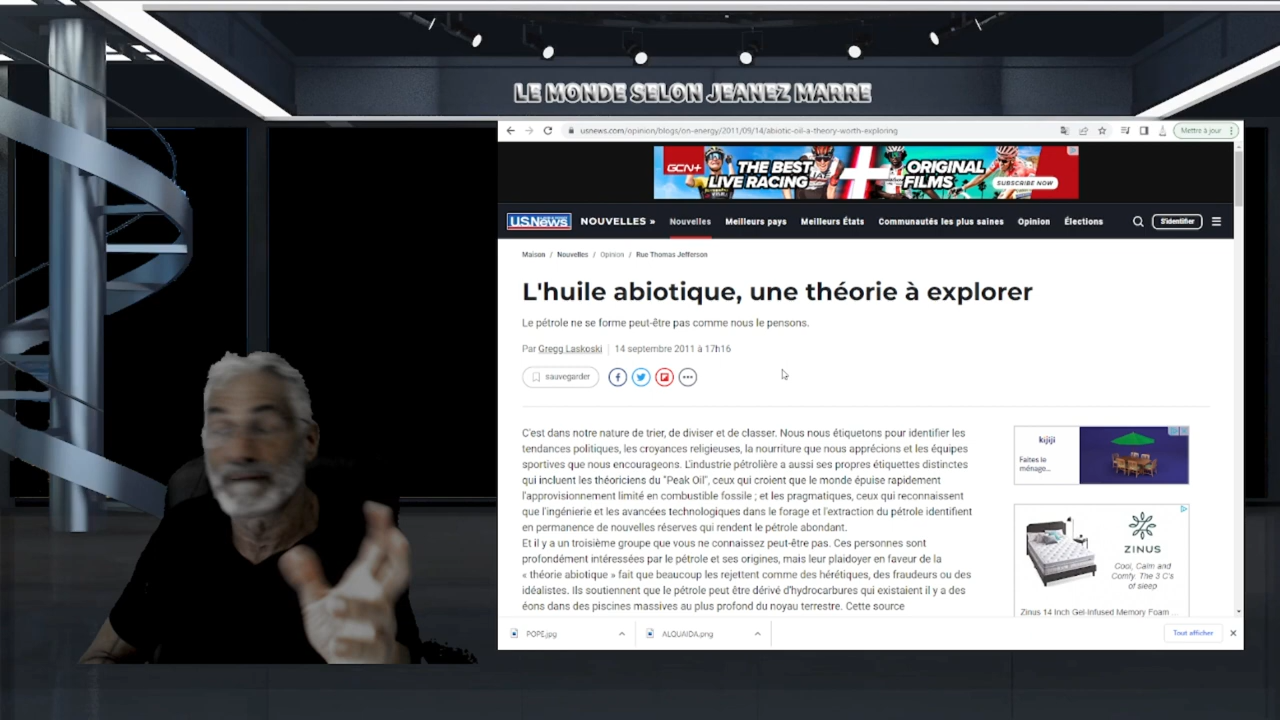 LE MONDE SELON JEANEZ MARRE
usnews.com/opinion/blogs/on-energy/2011/09/14/abiotic-oil-a-theory-worth-exploring
Mettre à jour
GCN+
THE BEST
LIVE RACING
ORIGINAL
FILMS
SUBSCRIBE NOW
USNews
NOUVELLES »
Nouvelles
Meilleurs pays
Meilleurs États
Communautés les plus saines
Opinion
Élections
S'identifier
Maison / Nouvelles / Opinion / Rue Thomas Jefferson
L'huile abiotique, une théorie à explorer
Le pétrole ne se forme peut-être pas comme nous le pensons.
Par Gregg Laskoski | 14 septembre 2011 à 17h16
sauvegarder
C'est dans notre nature de trier, de diviser et de classer. Nous nous étiquetons pour identifier les
tendances politiques, les croyances religieuses, la nourriture que nous apprécions et les équipes
sportives que nous encourageons. L'industrie pétrolière a aussi ses propres étiquettes distinctes
qui incluent les théoriciens du "Peak Oil", ceux qui croient que le monde épuise rapidement
l'approvisionnement limité en combustible fossile ; et les pragmatiques, ceux qui reconnaissent
que l'ingénierie et les avancées technologiques dans le forage et l'extraction du pétrole identifient
en permanence de nouvelles réserves qui rendent le pétrole abondant.
Et il y a un troisième groupe que vous ne connaissez peut-être pas. Ces personnes sont
profondément intéressées par le pétrole et ses origines, mais leur plaidoyer en faveur de la
« théorie abiotique » fait que beaucoup les rejettent comme des hérétiques, des fraudeurs ou des
idéalistes. Ils soutiennent que le pétrole peut être dérivé d'hydrocarbures qui existaient il y a des
éons dans des piscines massives au plus profond du noyau terrestre. Cette source
kijiji
Faites le
ménage...
ZINUS
Cool, Calm and
Comfy. The 3 C's
of sleep
Zinus 14 Inch Gel-Infused Memory Foam ...
POPE.jpg
ALQUAIDA.png
Tout afficher